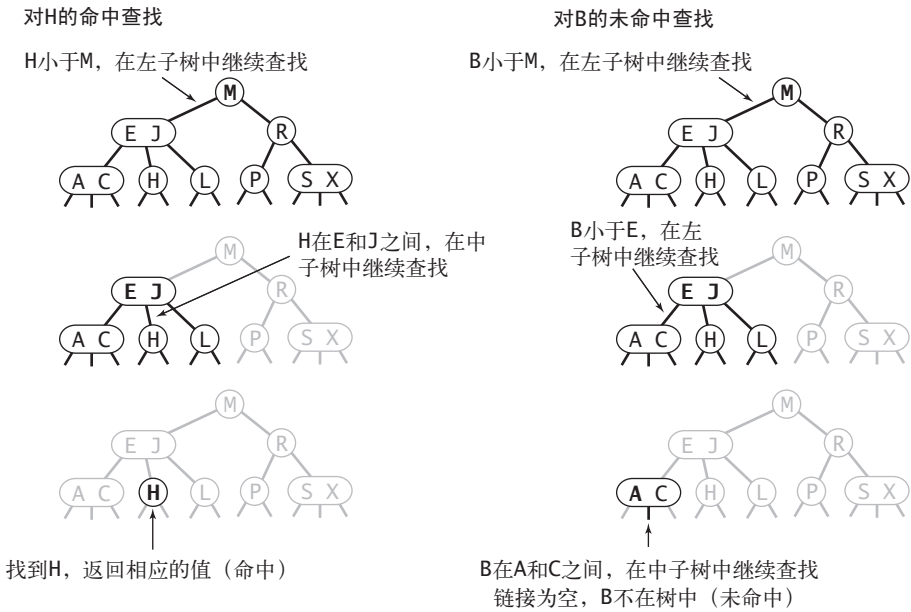 对H的命中查找
H小于M，在左子树中继续查找
M
E J
R
A C
H
L
P
S X
H在E和J之间，在中
子树中继续查找
M
E J
R
A C
H
L
P
S X
M
E J
R
A C
H
L
P
S X
找到H，返回相应的值（命中）
对B的未命中查找
B小于M，在左子树中继续查找
M
E J
R
A C
H
L
P
S X
B小于E，在左
子树中继续查找
M
E J
R
A C
H
L
P
S X
M
E J
R
A C
H
L
P
S X
B在A和C之间，在中子树中继续查找
链接为空，B不在树中（未命中）